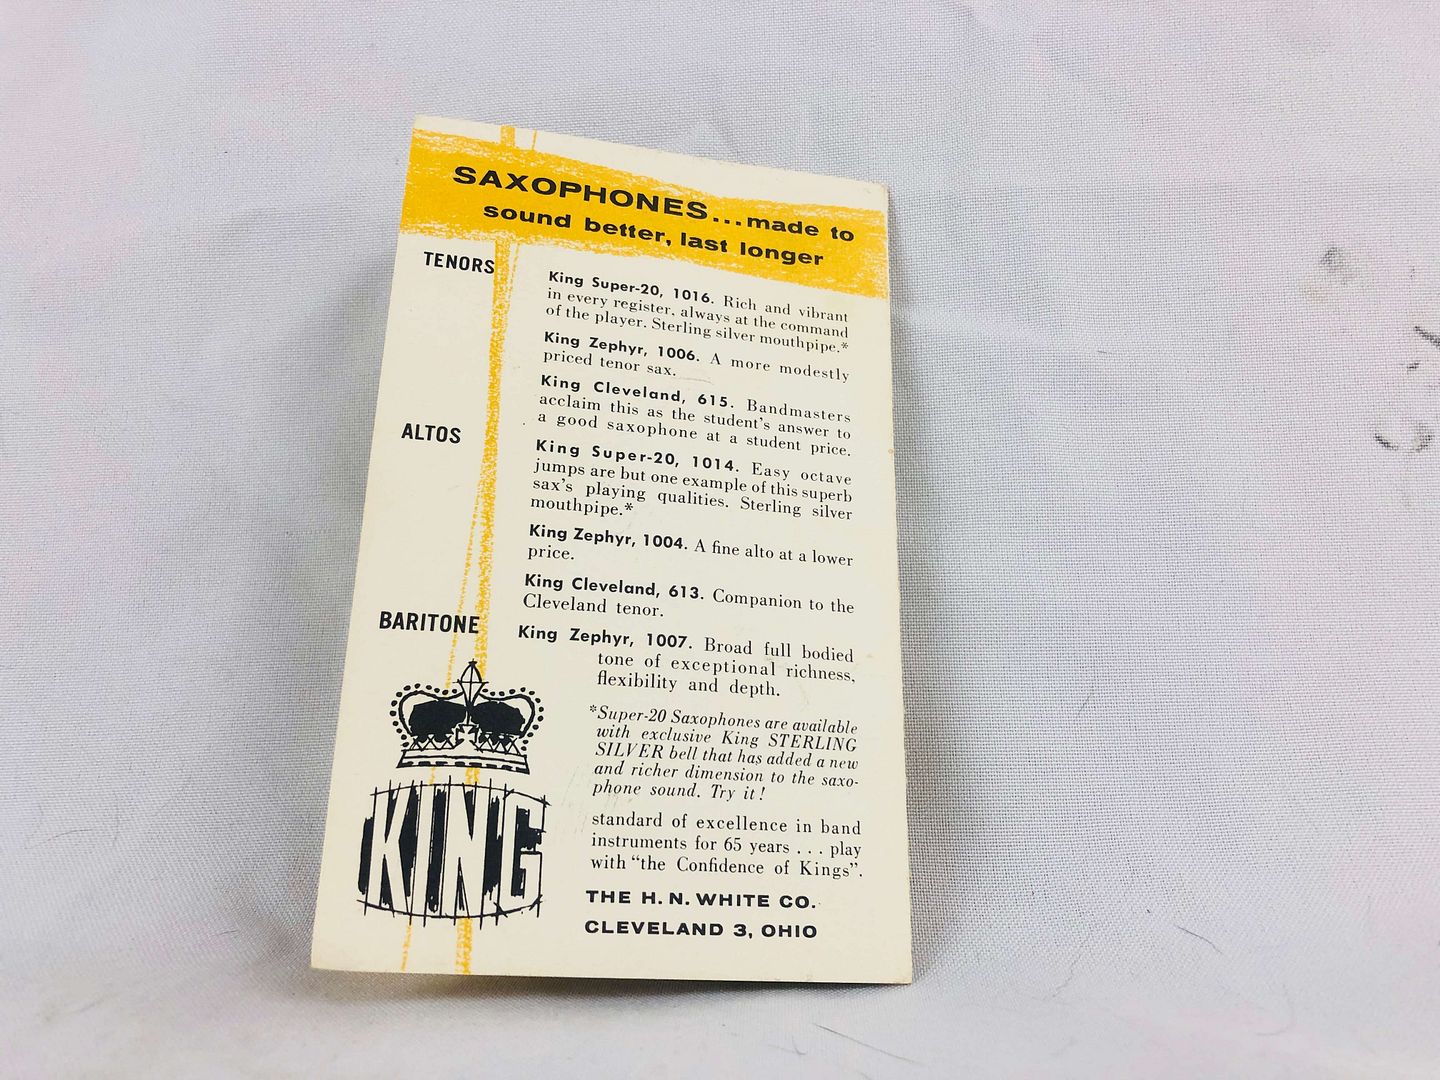 SAXOPHONES...made to
sound better, last longer
TENORS
King Super-20, 1016. Rich and vibrant
in every register, always at the command
of the player. Sterling silver mouthpipe.*
King Zephyr, 1006. A more modestly
priced tenor sax.
King Cleveland, 615. Bandmasters
acclaim this as the student's answer to
a good saxophone at a student price.
ALTOS
King Super-20, 1014. Easy octave
jumps are but one example of this superb
sax's playing qualities. Sterling silver
mouthpipe.*
King Zephyr, 1004. A fine alto at a lower
price.
King Cleveland, 613. Companion to the
Cleveland tenor.
BARITONE
King Zephyr, 1007. Broad full bodied
tone of exceptional richness,
flexibility and depth.
*Super-20 Saxophones are available
with exclusive King STERLING
SILVER bell that has added a new
and richer dimension to the saxo-
phone sound. Try it!
KING
standard of excellence in band
instruments for 65 years . . . play
with "the Confidence of Kings".
THE H. N. WHITE CO.
CLEVELAND 3, OHIO